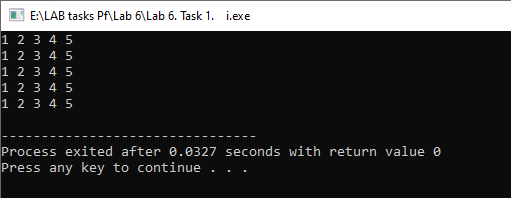 E:\LAB tasks Pf\Lab 6\Lab 6. Task 1.    i.exe
1 2 3 4 5
1 2 3 4 5
1 2 3 4 5
1 2 3 4 5
1 2 3 4 5
--------------------------------
Process exited after 0.0327 seconds with return value 0
Press any key to continue . . .